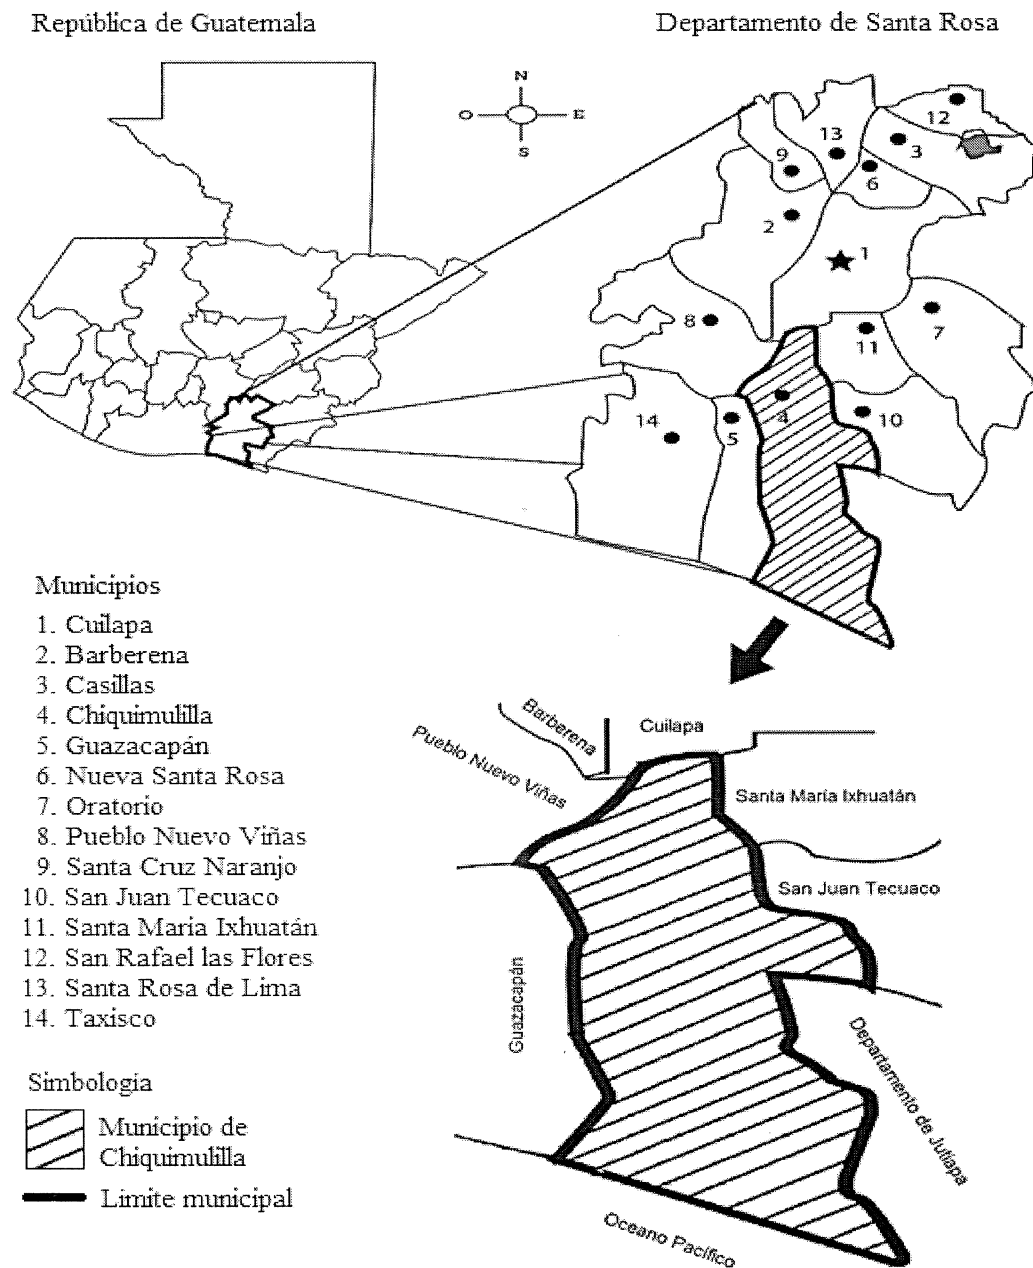 República de Guatemala
Departamento de Santa Rosa
N
O
E
S
12
13
3
9
6
2
1
8
7
11
14
5
4
10
Municipios
1. Cuilapa
2. Barberena
3. Casillas
4. Chiquimulilla
5. Guazacapán
6. Nueva Santa Rosa
7. Oratorio
8. Pueblo Nuevo Viñas
9. Santa Cruz Naranjo
10. San Juan Tecuaco
11. Santa Maria Ixhuatán
12. San Rafael las Flores
13. Santa Rosa de Lima
14. Taxisco
Simbología
Municipio de
Chiquimulilla
Limite municipal
Barberena
Cuilapa
Pueblo Nuevo Viñas
Santa María Ixhuatán
San Juan Tecuaco
Guazacapán
Departamento de Jutiapa
Oceano Pacífico